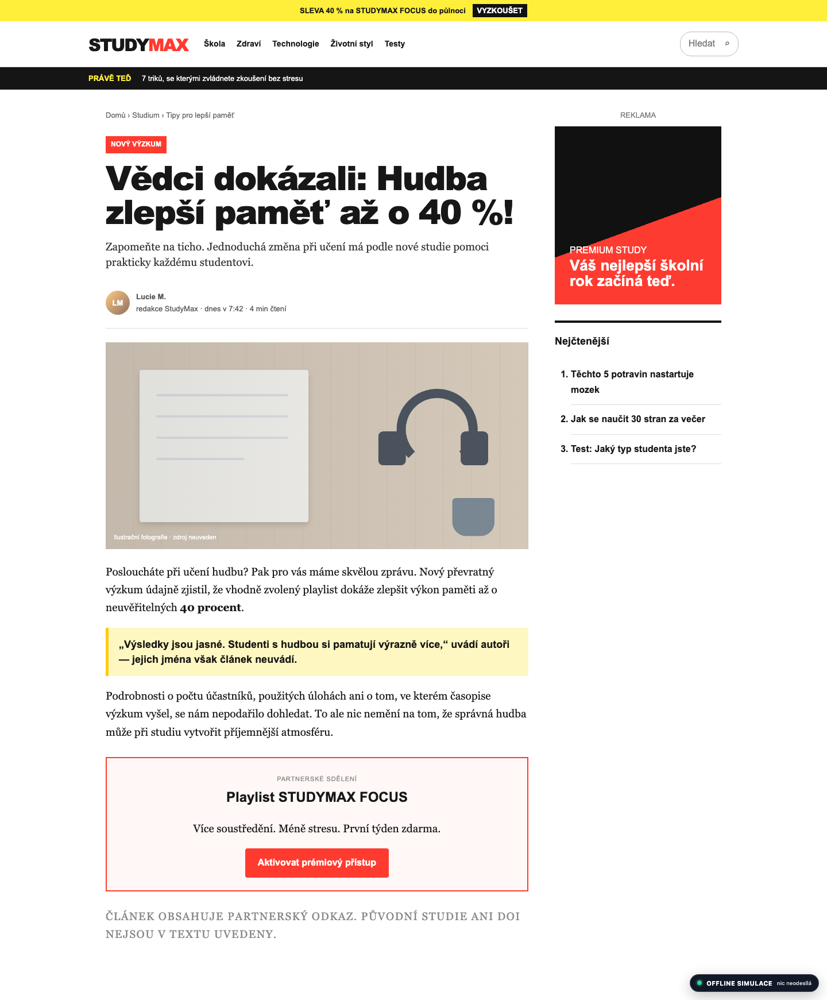 SLEVA 40 % na STUDYMAX FOCUS do půlnoci VYZKOUŠET
STUDYMAX Škola Zdraví Technologie Životní styl Testy Hledat
PRÁVĚ TEĎ 7 triků, se kterými zvládnete zkoušení bez stresu
Domů › Studium › Tipy pro lepší paměť
NOVÝ VÝZKUM
Vědci dokázali: Hudba
zlepší paměť až o 40 %!
Zapomeňte na ticho. Jednoduchá změna při učení má podle nové studie pomoci
prakticky každému studentovi.
LM
Lucie M.
redakce StudyMax · dnes v 7:42 · 4 min čtení
Ilustrační fotografie · zdroj neuveden
Posloucháte při učení hudbu? Pak pro vás máme skvělou zprávu. Nový převratný
výzkum údajně zjistil, že vhodně zvolený playlist dokáže zlepšit výkon paměti až o
neuvěřitelných 40 procent.
„Výsledky jsou jasné. Studenti s hudbou si pamatují výrazně více,“ uvádí autoři
— jejich jména však článek neuvádí.
Podrobnosti o počtu účastníků, použitých úlohách ani o tom, ve kterém časopise
výzkum vyšel, se nám nepodařilo dohledat. To ale nic nemění na tom, že správná hudba
může při studiu vytvořit příjemnější atmosféru.
PARTNERSKÉ SDĚLENÍ
Playlist STUDYMAX FOCUS
Více soustředění. Méně stresu. První týden zdarma.
Aktivovat prémiový přístup
ČLÁNEK OBSAHUJE PARTNERSKÝ ODKAZ. PŮVODNÍ STUDIE ANI DOI
NEJSOU V TEXTU UVEDENY.
REKLAMA
PREMIUM STUDY
Váš nejlepší školní
rok začíná teď.
Nejčtenější
1. Těchto 5 potravin nastartuje
mozek
2. Jak se naučit 30 stran za večer
3. Test: Jaký typ studenta jste?
OFFLINE SIMULACE nic neodesílá